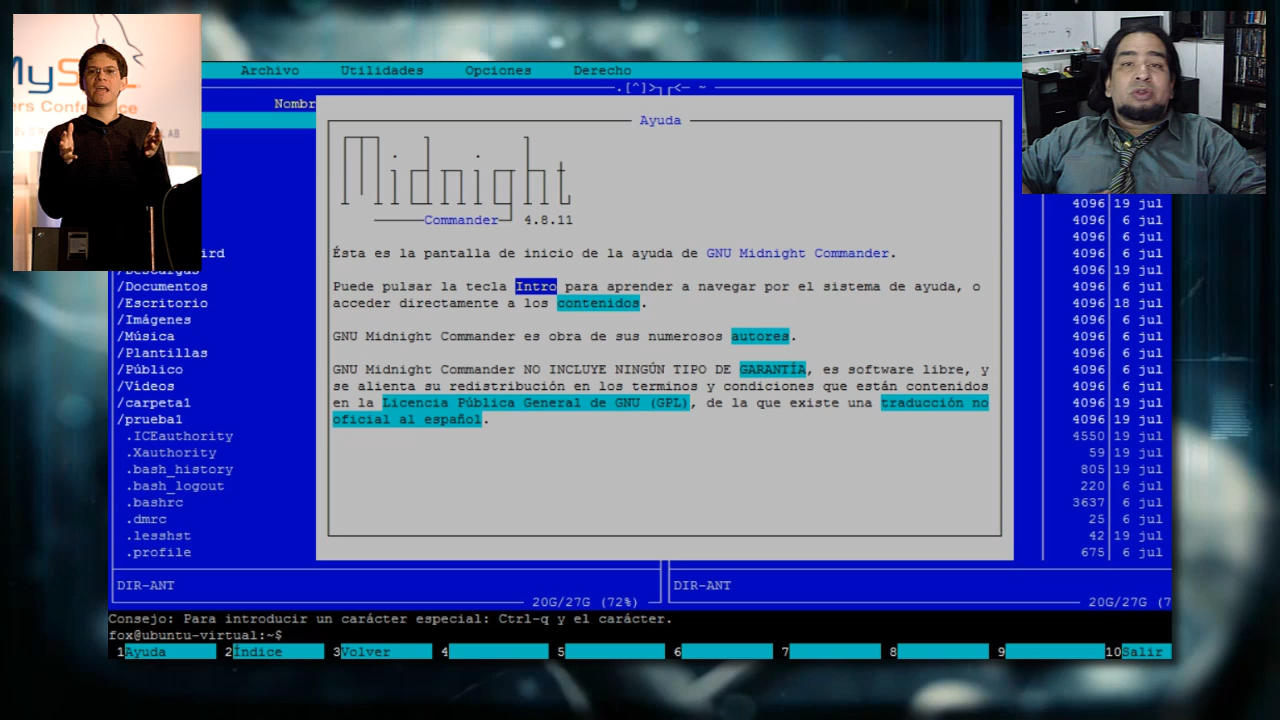 MySQL
ers Conference
AB
Archivo Utilidades Opciones Derecho
.[^]> <- ~
Nombr
Ayuda
Midnight
Commander 4.8.11
Ésta es la pantalla de inicio de la ayuda de GNU Midnight Commander.
Puede pulsar la tecla Intro para aprender a navegar por el sistema de ayuda, o
acceder directamente a los contenidos.
GNU Midnight Commander es obra de sus numerosos autores.
GNU Midnight Commander NO INCLUYE NINGÚN TIPO DE GARANTÍA, es software libre, y
se alienta su redistribución en los terminos y condiciones que están contenidos
en la Licencia Pública General de GNU (GPL), de la que existe una traducción no
oficial al español.
4096 19 jul
4096 6 jul
4096 6 jul
ird 4096 6 jul
/Descargas 4096 19 jul
/Documentos 4096 6 jul
/Escritorio 4096 18 jul
/Imágenes 4096 6 jul
/Música 4096 6 jul
/Plantillas 4096 6 jul
/Público 4096 6 jul
/Vídeos 4096 6 jul
/carpeta1 4096 19 jul
/prueba1 4096 19 jul
.ICEauthority 4550 19 jul
.Xauthority 59 19 jul
.bash_history 805 19 jul
.bash_logout 220 6 jul
.bashrc 3637 6 jul
.dmrc 25 6 jul
.lesshst 42 19 jul
.profile 675 6 jul
DIR-ANT DIR-ANT
20G/27G (72%) 20G/27G (7
Consejo: Para introducir un carácter especial: Ctrl-q y el carácter.
fox@ubuntu-virtual:~$
1Ayuda 2Índice 3Volver 4 5 6 7 8 9 10Salir